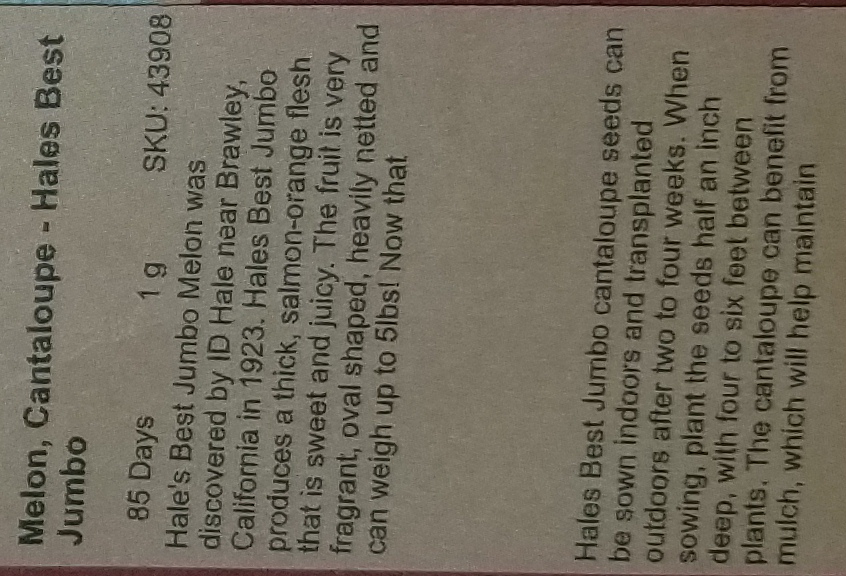 Melon, Cantaloupe - Hales Best
Jumbo
85 Days 1 g SKU: 43908
Hale's Best Jumbo Melon was
discovered by ID Hale near Brawley,
California in 1923. Hales Best Jumbo
produces a thick, salmon-orange flesh
that is sweet and juicy. The fruit is very
fragrant, oval shaped, heavily netted and
can weigh up to 5lbs! Now that
Hales Best Jumbo cantaloupe seeds can
be sown indoors and transplanted
outdoors after two to four weeks. When
sowing, plant the seeds half an inch
deep, with four to six feet between
plants. The cantaloupe can benefit from
mulch, which will help maintain